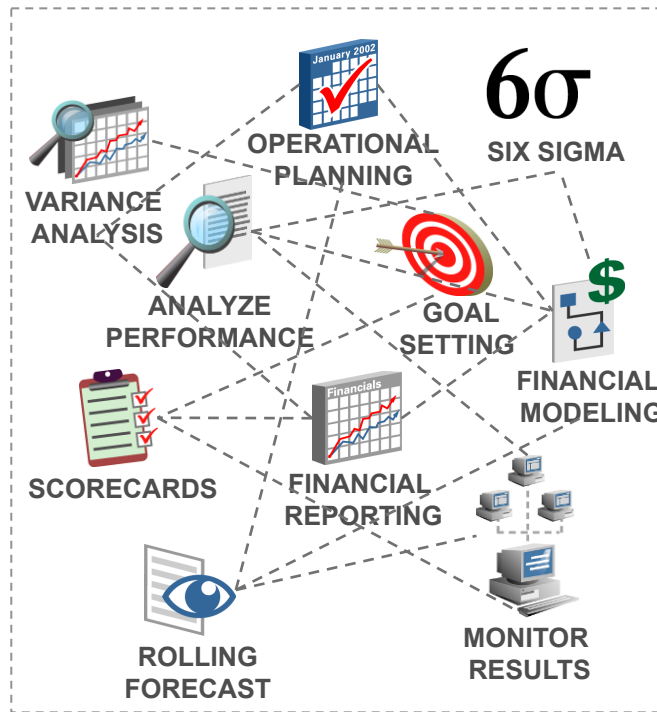 January 2002
6σ
OPERATIONAL
PLANNING
SIX SIGMA
VARIANCE
ANALYSIS
ANALYZE
PERFORMANCE
GOAL
SETTING
$
FINANCIAL
MODELING
Financials
SCORECARDS
FINANCIAL
REPORTING
ROLLING
FORECAST
MONITOR
RESULTS